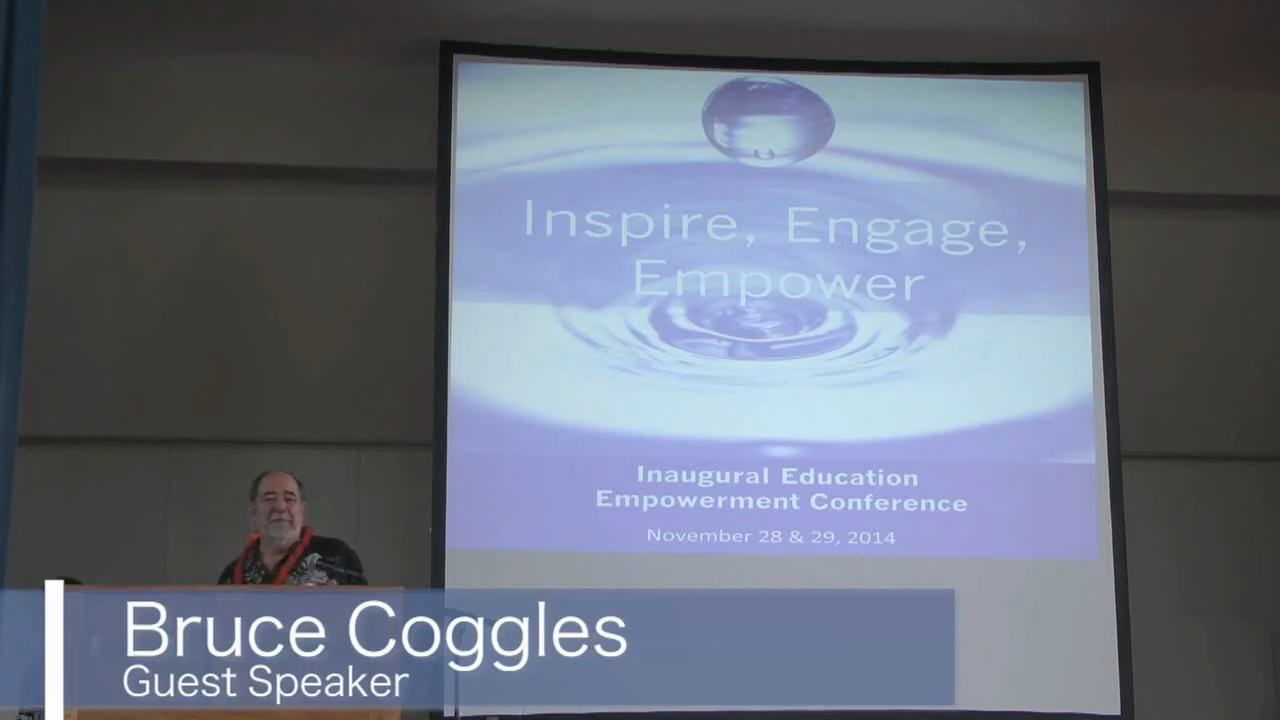 Inspire, Engage,
Empower
Inaugural Education
Empowerment Conference
November 28 & 29, 2014
Bruce Coggles
Guest Speaker